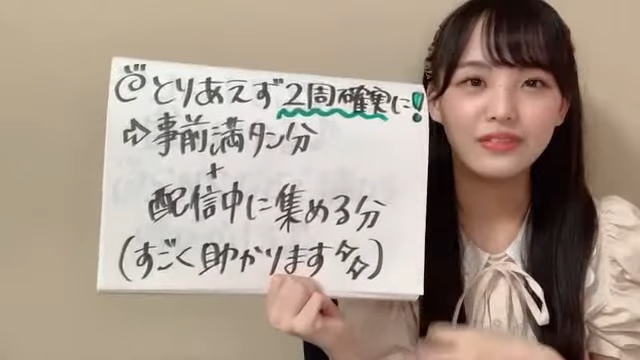 とりあえず2周確実に!
⇨事前満タン分
+
配信中に集める分
(すごく助かります)